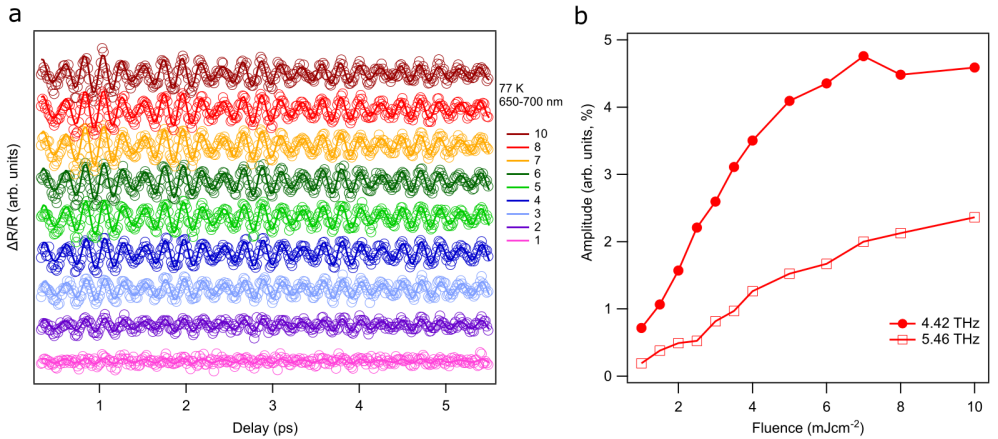 a
ΔR/R (arb. units)
1
2
3
4
5
Delay (ps)
77 K
650-700 nm
10
8
7
6
5
4
3
2
1
b
Amplitude (arb. units, %)
5
4
3
2
1
0
2
4
6
8
10
Fluence (mJcm⁻²)
4.42 THz
5.46 THz